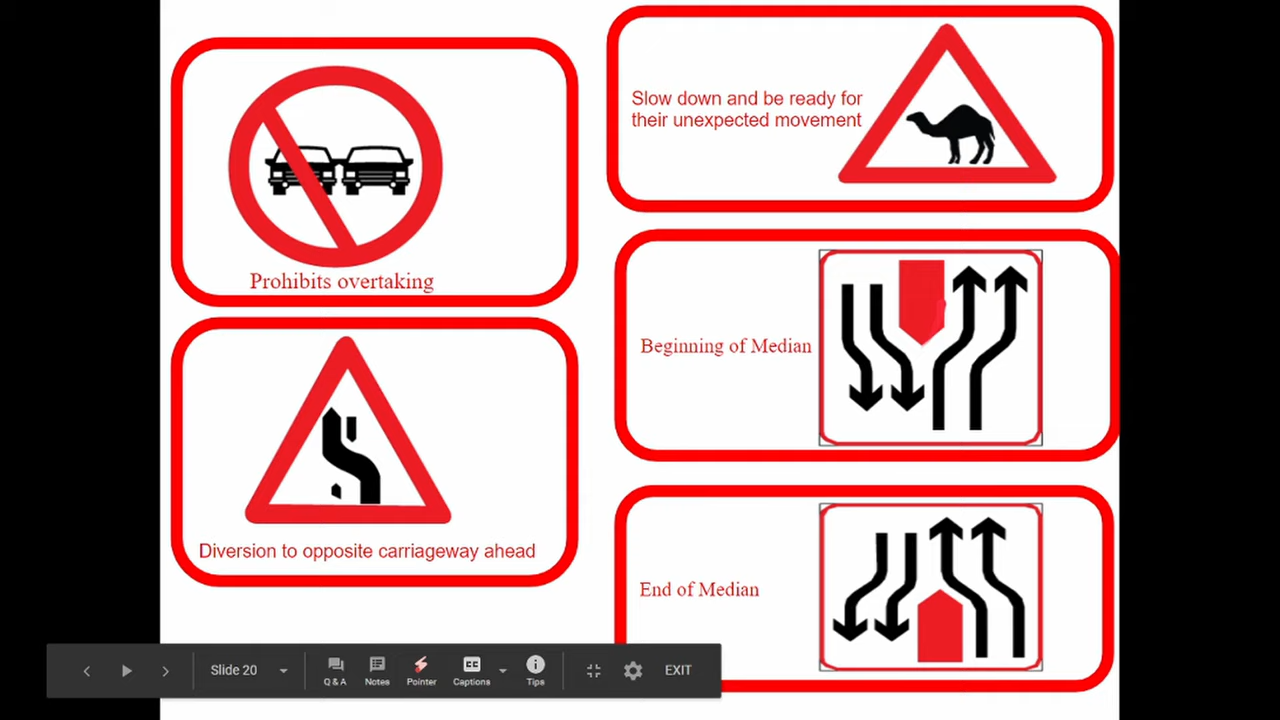 Prohibits overtaking
Diversion to opposite carriageway ahead
Slow down and be ready for
their unexpected movement
Beginning of Median
End of Median
Slide 20
Q & A
Notes
Pointer
CC
Captions
Tips
EXIT